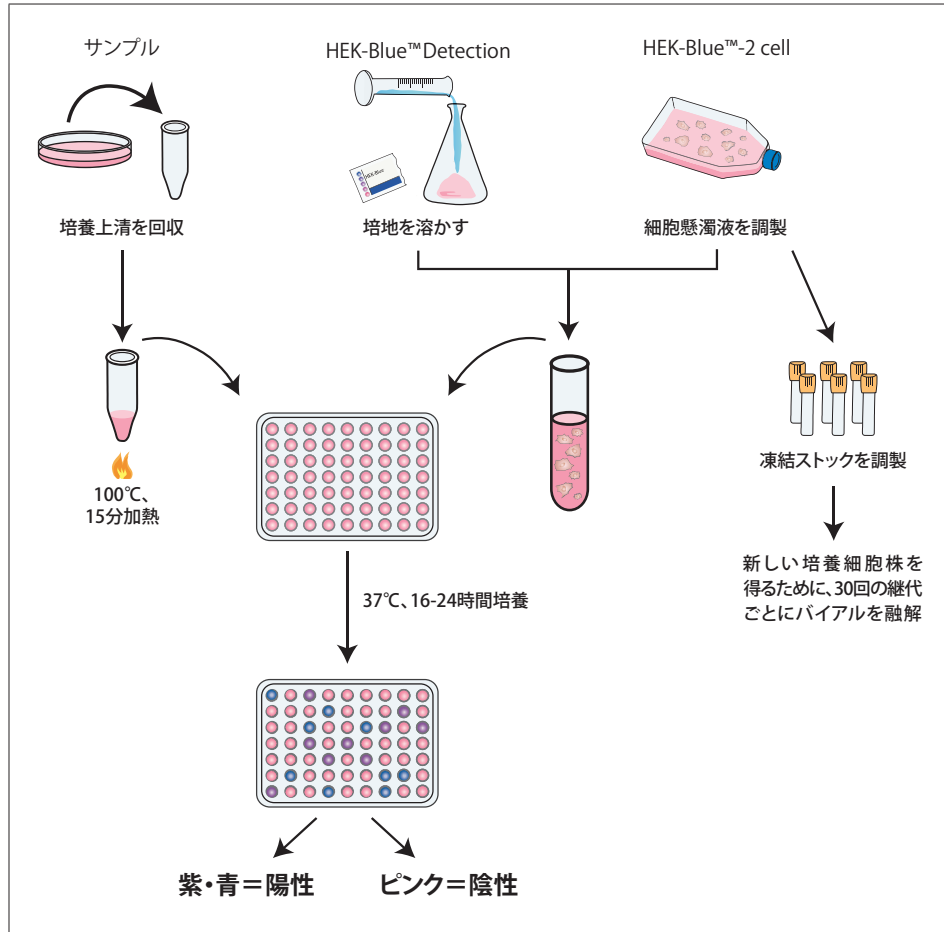 サンプル
HEK-Blue™Detection
HEK-Blue™-2 cell
HEK-Blue
培養上清を回収
培地を溶かす
細胞懸濁液を調製
100℃、
15分加熱
凍結ストックを調製
新しい培養細胞株を
得るために、30回の継代
ごとにバイアルを融解
37℃、16-24時間培養
紫・青＝陽性
ピンク＝陰性